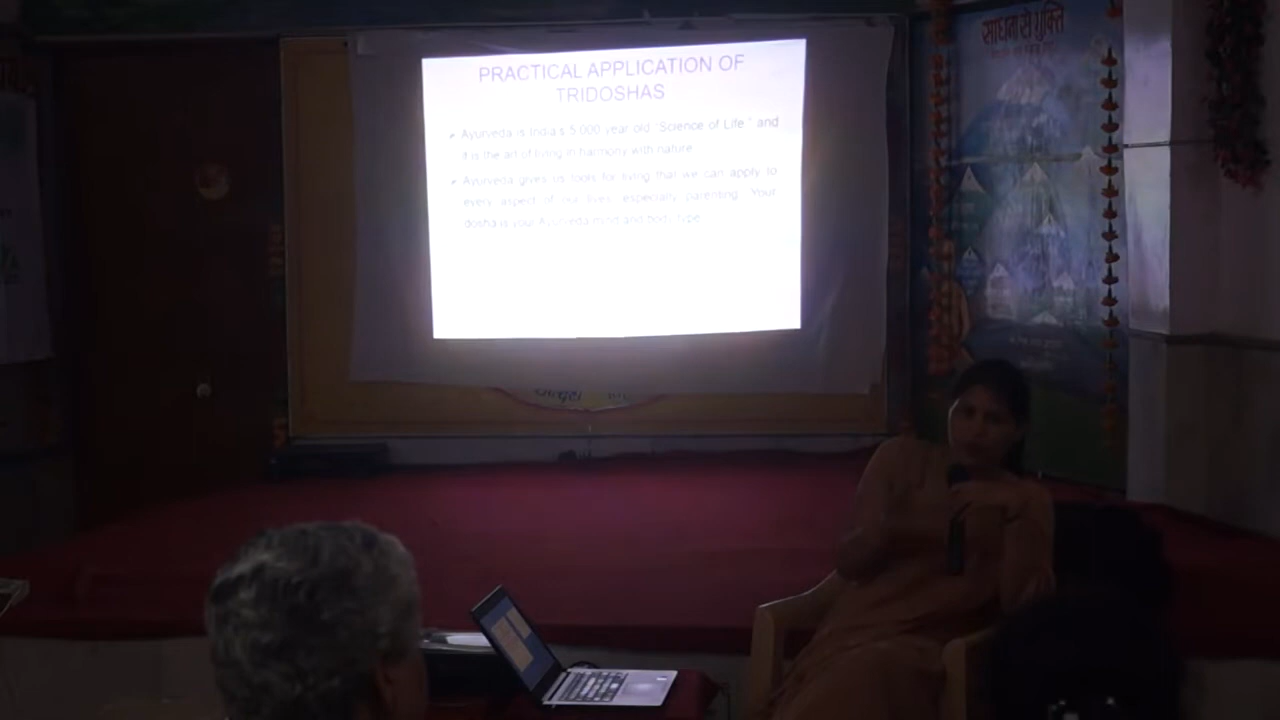 PRACTICAL APPLICATION OF
TRIDOSHAS
Ayurveda is India's 5,000 year old "Science of Life." and
it is the art of living in harmony with nature.
Ayurveda gives us tools for living that we can apply to
every aspect of our lives, especially parenting. Your
dosha is your Ayurveda mind and body type.
साधना से मुक्ति